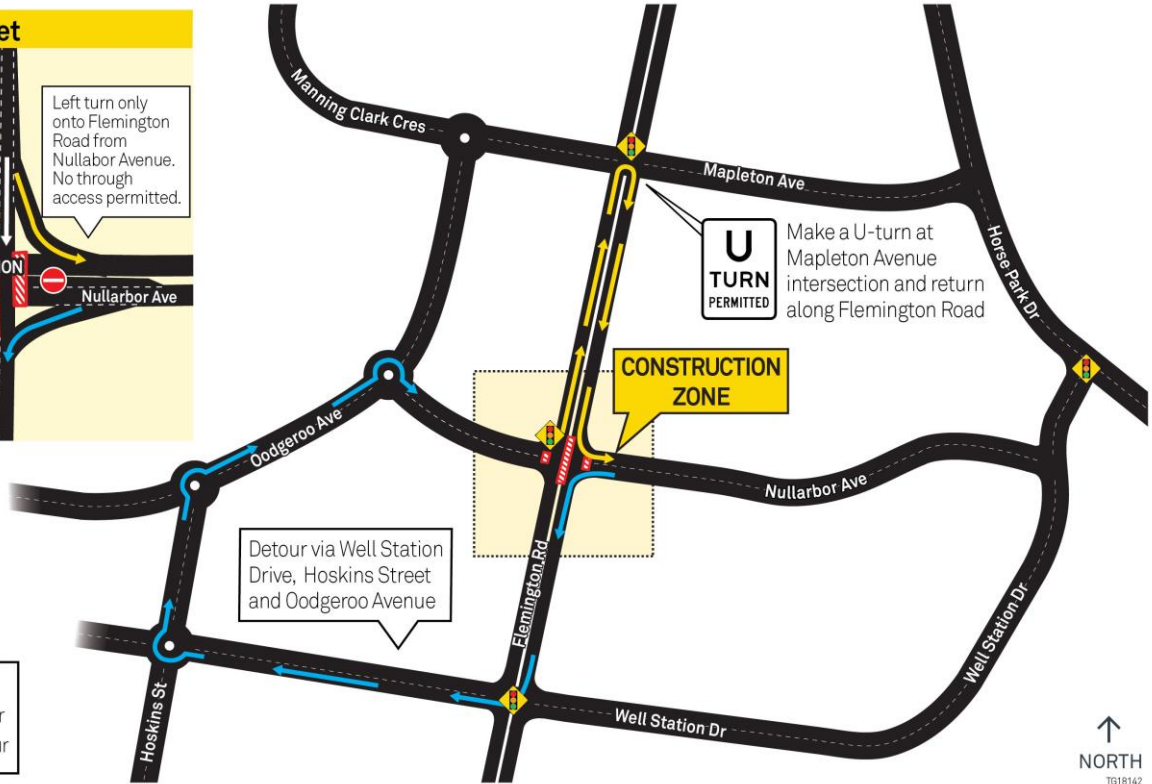 Left turn only
onto Flemington
Road from
Nullabor Avenue.
No through
access permitted.
Nullarbor Ave
Manning Clark Cres
Mapleton Ave
U
TURN
PERMITTED
Make a U-turn at
Mapleton Avenue
intersection and return
along Flemington Road
Horse Park Dr
CONSTRUCTION
ZONE
Oodgeroo Ave
Nullarbor Ave
Detour via Well Station
Drive, Hoskins Street
and Oodgeroo Avenue
Flemington Rd
Well Station Dr
Hoskins St
Well Station Dr
NORTH
TG18142